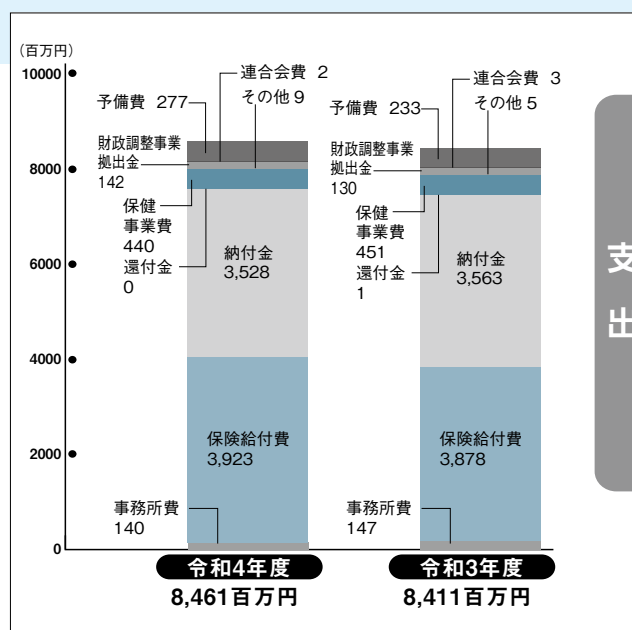 （百万円）
10000
8000
6000
4000
2000
0
連合会費 2
その他 9
予備費 277
財政調整事業
拠出金
142
保健
事業費
440
還付金
0
納付金
3,528
保険給付費
3,923
事務所費
140
令和4年度
8,461百万円
連合会費 3
その他 5
予備費 233
財政調整事業
拠出金
130
保健
事業費
451
還付金
1
納付金
3,563
保険給付費
3,878
事務所費
147
令和3年度
8,411百万円
支出